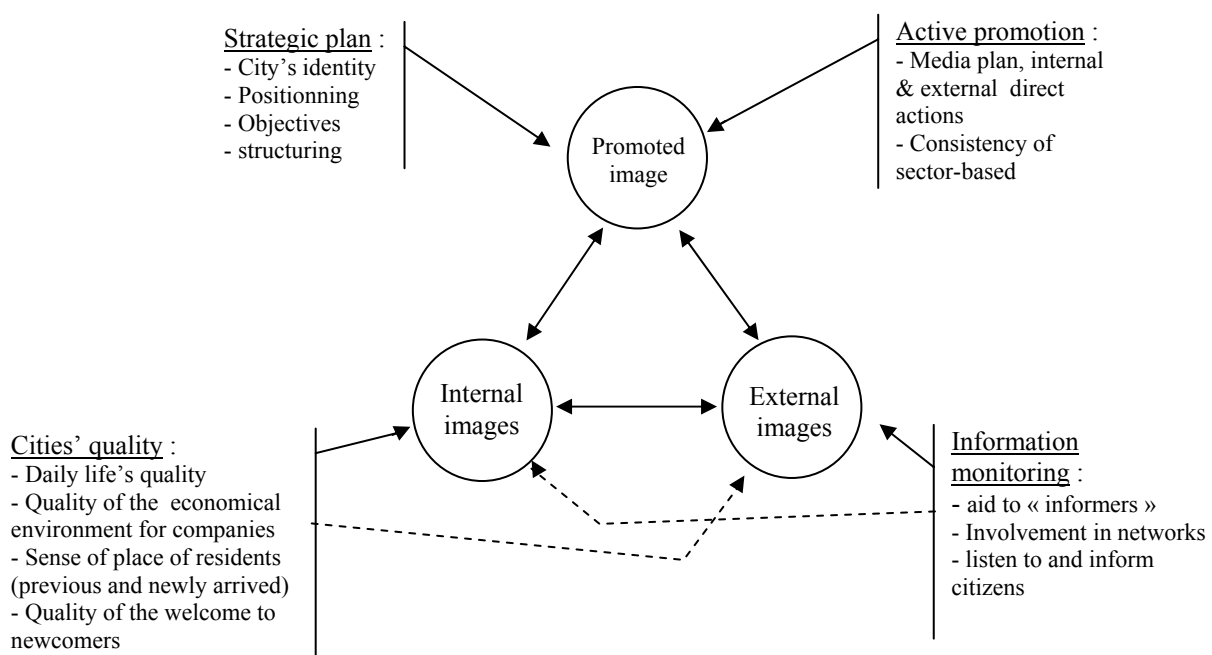 Strategic plan :
- City’s identity
- Positionning
- Objectives
- structuring
Active promotion :
- Media plan, internal
& external direct
actions
- Consistency of
sector-based
Promoted
image
Internal
images
External
images
Cities’ quality :
- Daily life’s quality
- Quality of the economical
environment for companies
- Sense of place of residents
(previous and newly arrived)
- Quality of the welcome to
newcomers
Information
monitoring :
- aid to « informers »
- Involvement in networks
- listen to and inform
citizens